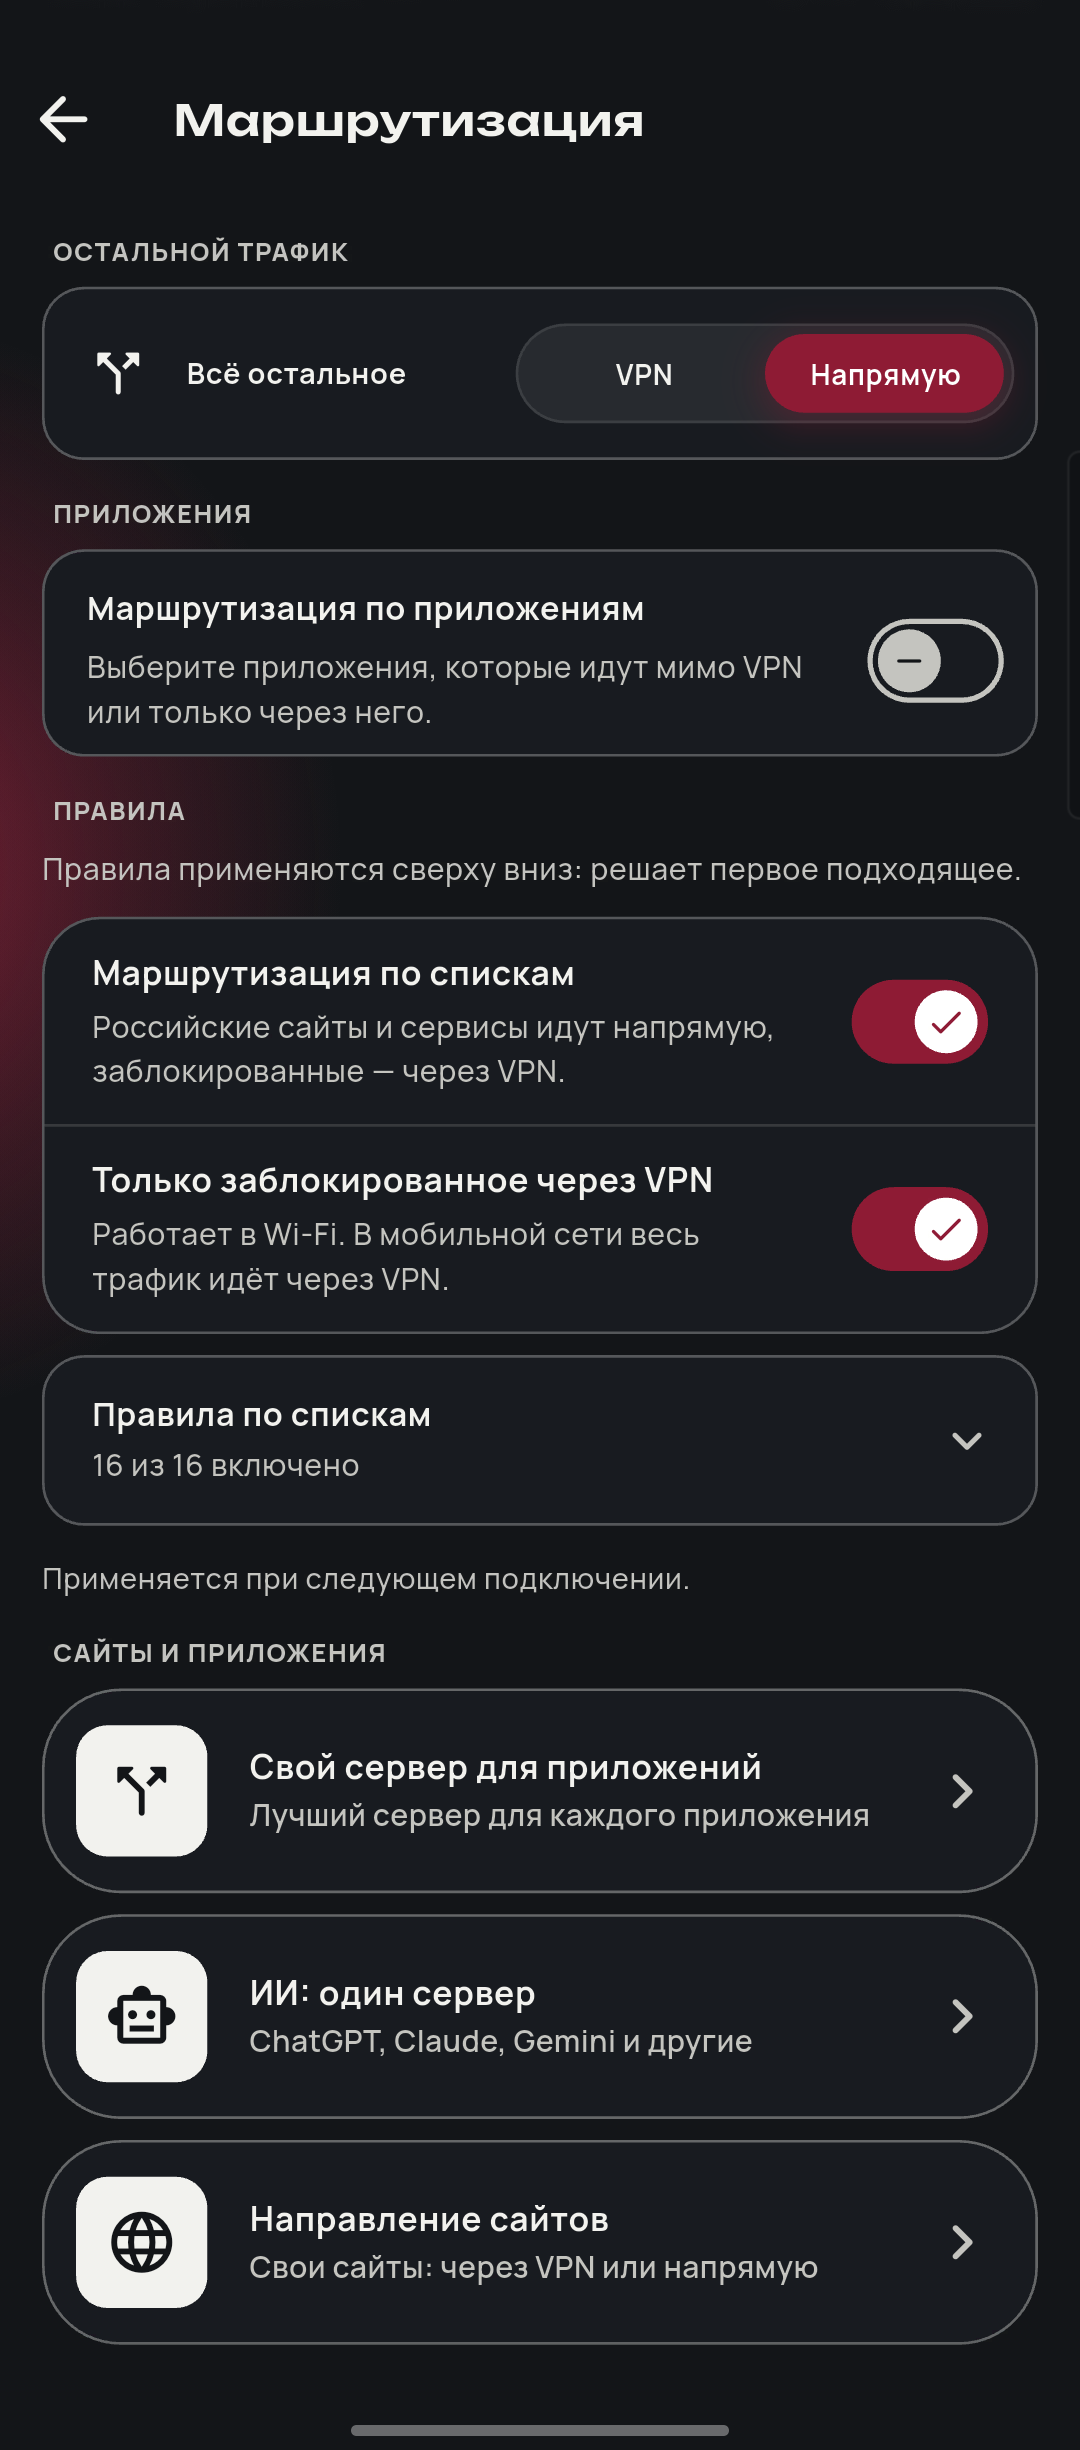 Маршрутизация
ОСТАЛЬНОЙ ТРАФИК
Всё остальное
VPN
Напрямую
ПРИЛОЖЕНИЯ
Маршрутизация по приложениям
Выберите приложения, которые идут мимо VPN
или только через него.
ПРАВИЛА
Правила применяются сверху вниз: решает первое подходящее.
Маршрутизация по спискам
Российские сайты и сервисы идут напрямую,
заблокированные — через VPN.
Только заблокированное через VPN
Работает в Wi-Fi. В мобильной сети весь
трафик идёт через VPN.
Правила по спискам
16 из 16 включено
Применяется при следующем подключении.
САЙТЫ И ПРИЛОЖЕНИЯ
Свой сервер для приложений
Лучший сервер для каждого приложения
ИИ: один сервер
ChatGPT, Claude, Gemini и другие
Направление сайтов
Свои сайты: через VPN или напрямую